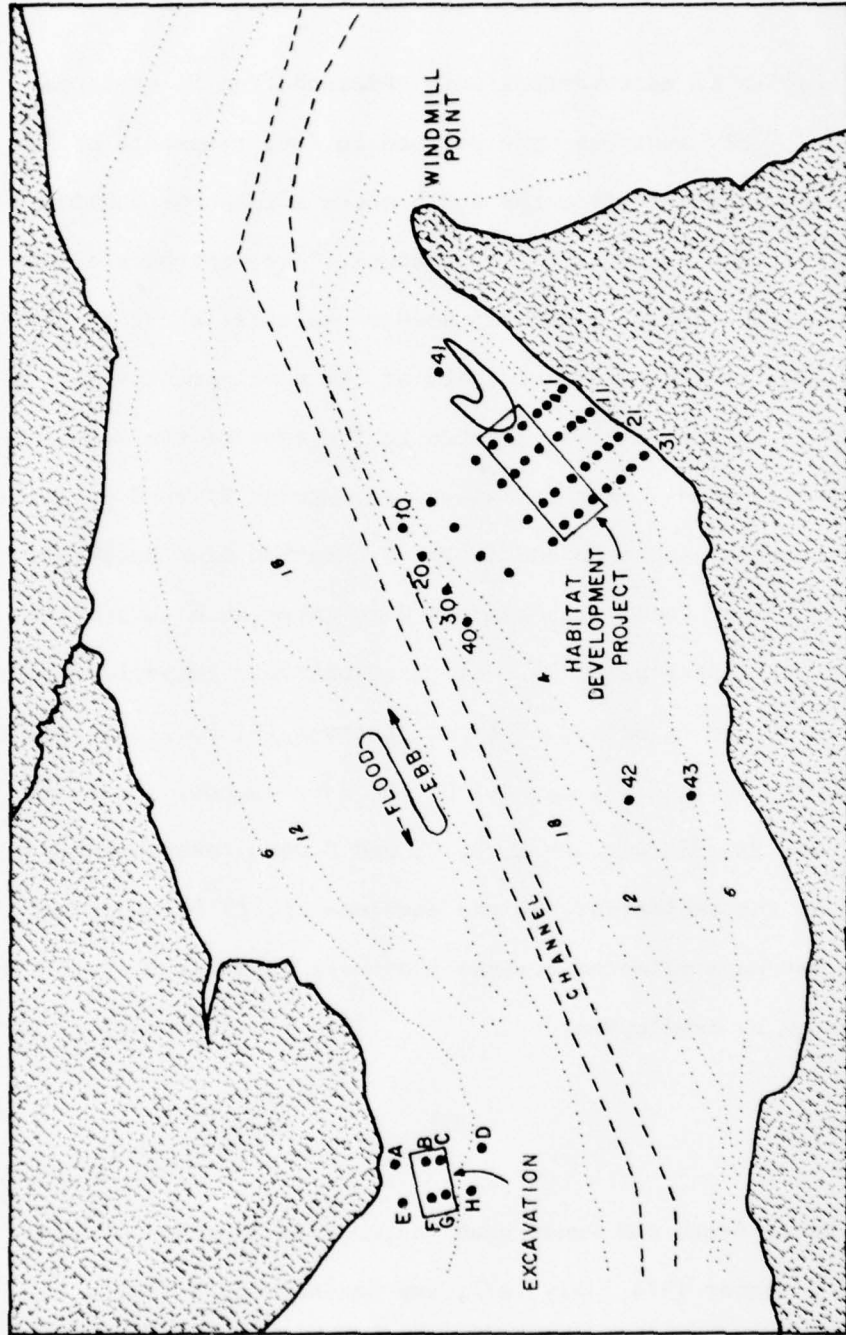 WINDMILL
POINT
41
1
11
21
31
10
20
30
40
HABITAT
DEVELOPMENT
PROJECT
18
6
12
FLOOD
EBB
4
42
43
18
12
6
CHANNEL
A
B
C
D
E
F
G
H
EXCAVATION